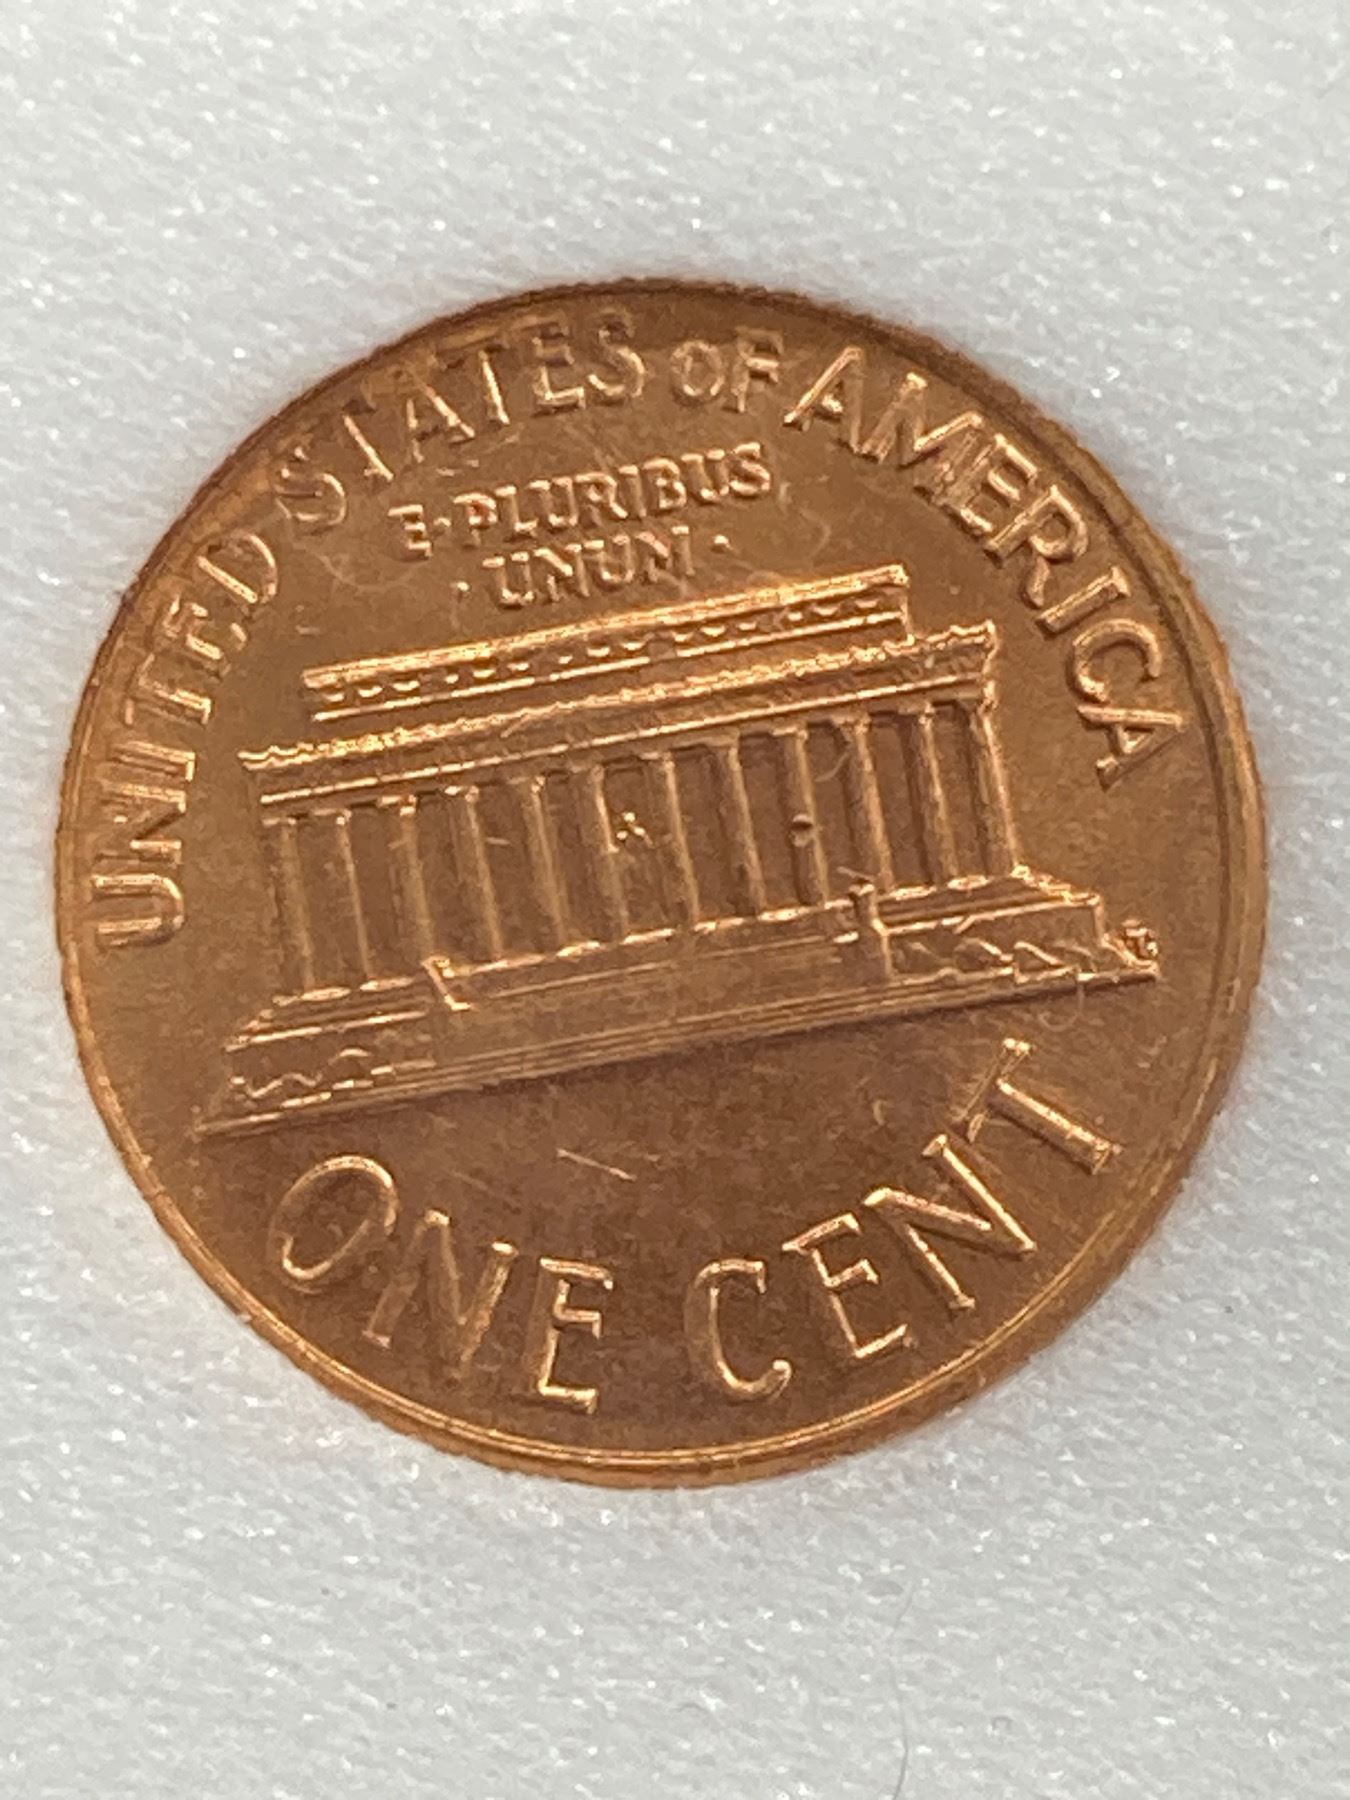 UNITED STATES OF AMERICA
E·PLURIBUS
·UNUM·
ONE CENT